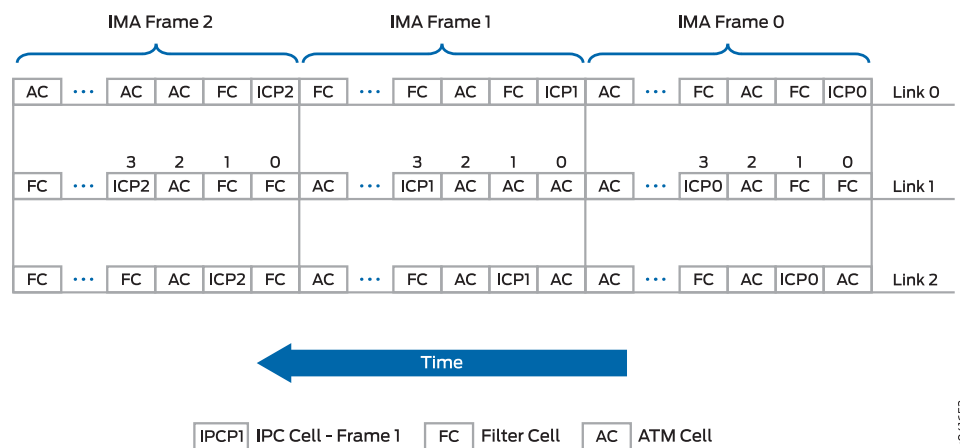 IMA Frame 2 IMA Frame 1 IMA Frame 0
AC ••• AC AC FC ICP2 FC ••• FC AC FC ICP1 AC ••• FC AC FC ICP0 Link 0
3 2 1 0 3 2 1 0 3 2 1 0
FC ••• ICP2 AC FC FC AC ••• ICP1 AC AC AC AC ••• ICP0 AC FC FC Link 1
FC ••• FC AC ICP2 FC AC ••• FC AC ICP1 AC AC ••• FC AC ICP0 AC Link 2
Time
IPCP1 IPC Cell - Frame 1 FC Filter Cell AC ATM Cell